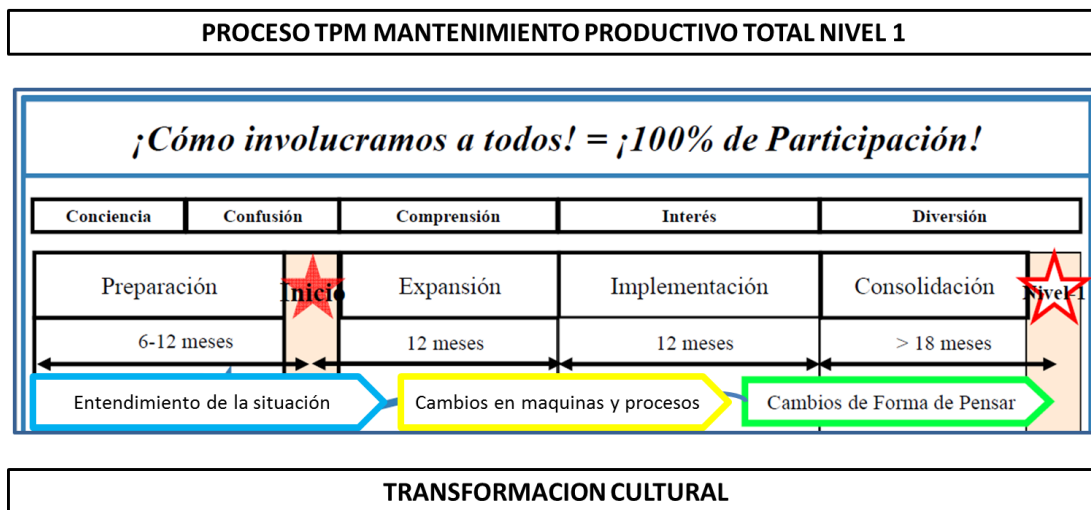 PROCESO TPM MANTENIMIENTO PRODUCTIVO TOTAL NIVEL 1
¡Cómo involucramos a todos! = ¡100% de Participación!
Conciencia Confusión Comprensión Interés Diversión
Preparación Inicio Expansión Implementación Consolidación Nivel-1
6-12 meses 12 meses 12 meses > 18 meses
Entendimiento de la situación Cambios en maquinas y procesos Cambios de Forma de Pensar
TRANSFORMACION CULTURAL